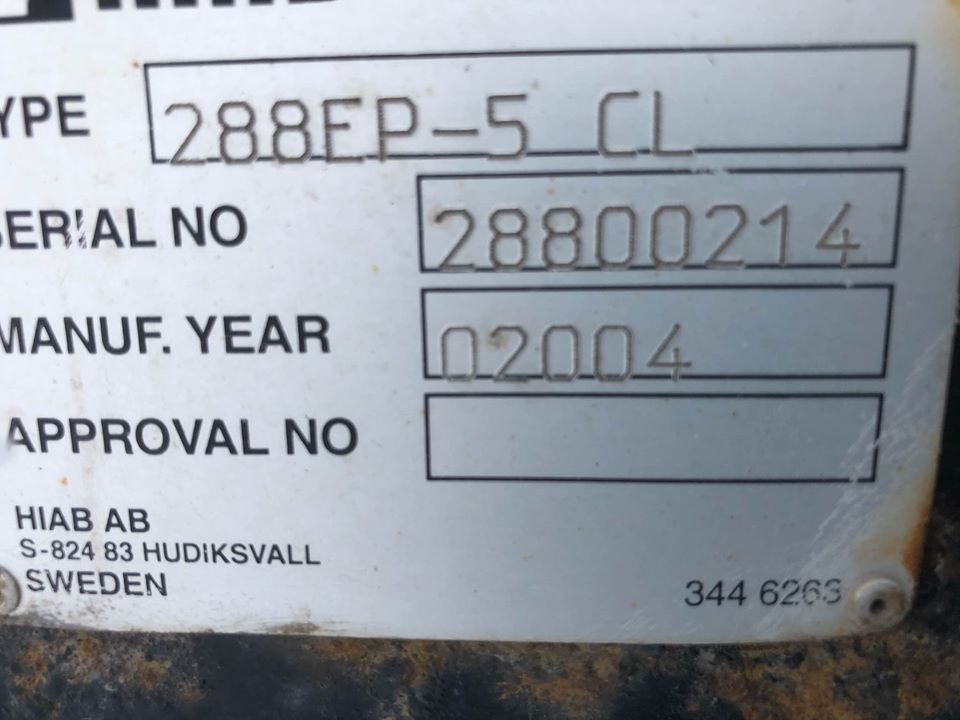 YPE 288EP-5 CL
SERIAL NO 28800214
MANUF. YEAR 02004
APPROVAL NO
HIAB AB
S-824 83 HUDIKSVALL
SWEDEN
344 6263